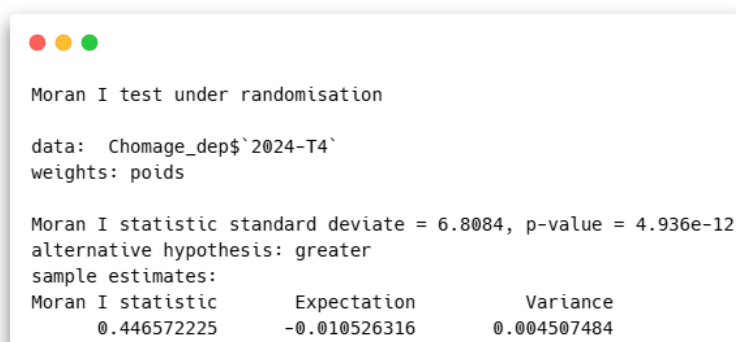 Moran I test under randomisation
data:  Chomage_dep$`2024-T4`
weights: poids
Moran I statistic standard deviate = 6.8084, p-value = 4.936e-12
alternative hypothesis: greater
sample estimates:
Moran I statistic       Expectation          Variance
0.446572225      -0.010526316       0.004507484